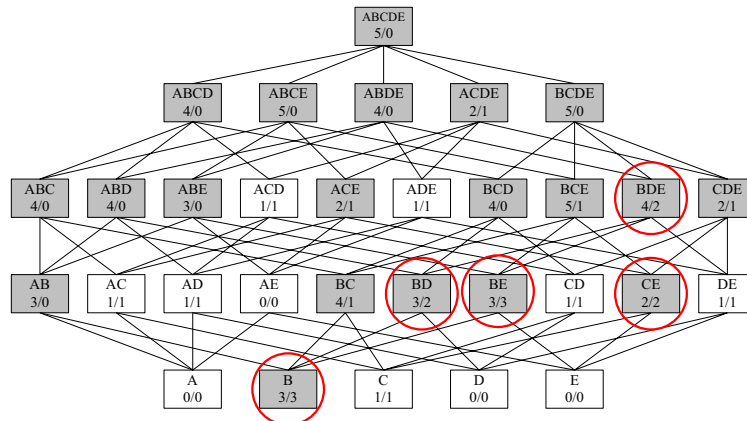 ABCDE
5/0
ABCD
4/0
ABCE
5/0
ABDE
4/0
ACDE
2/1
BCDE
5/0
ABC
4/0
ABD
4/0
ABE
3/0
ACD
1/1
ACE
2/1
ADE
1/1
BCD
4/0
BCE
5/1
BDE
4/2
CDE
2/1
AB
3/0
AC
1/1
AD
1/1
AE
0/0
BC
4/1
BD
3/2
BE
3/3
CD
1/1
CE
2/2
DE
1/1
A
0/0
B
3/3
C
1/1
D
0/0
E
0/0